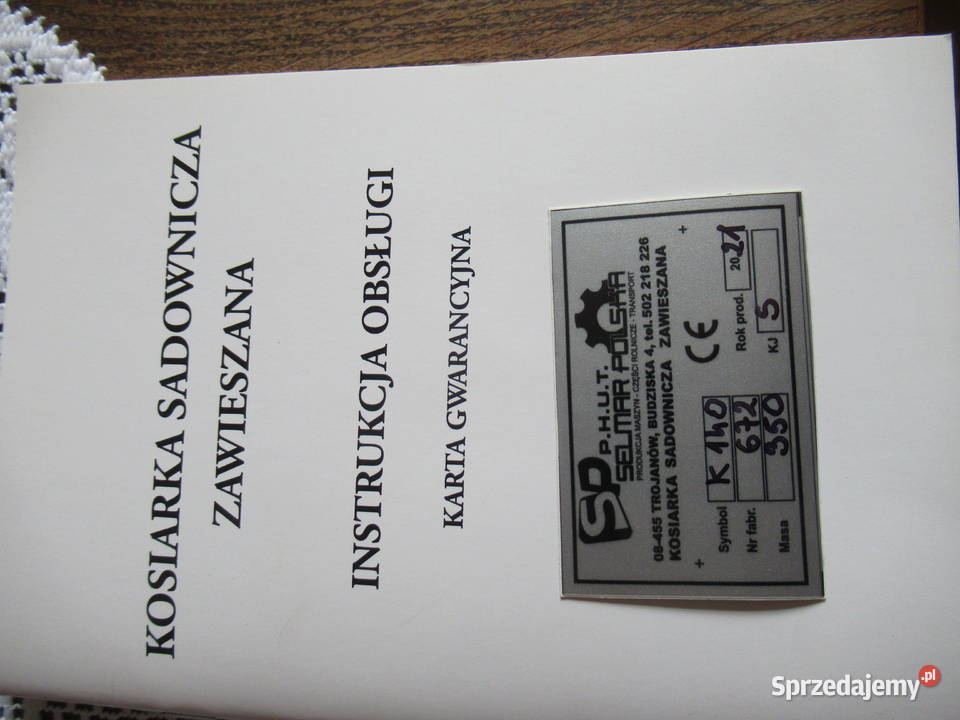 KOSIARKA SADOWNICZA
ZAWIESZANA
INSTRUKCJA OBSŁUGI
KARTA GWARANCYJNA
SP P.H.U.T.
SELMAR POLSKA
PRODUKCJA MASZYN - CZĘŚCI ROLNICZE - TRANSPORT
08-455 TROJANÓW, BUDZISKA 4, tel. 502 218 226
KOSIARKA SADOWNICZA ZAWIESZANA
CE
Symbol K 140
Nr fabr. 672 Rok prod. 2021
Masa 350 KJ 5
Sprzedajemy.pl